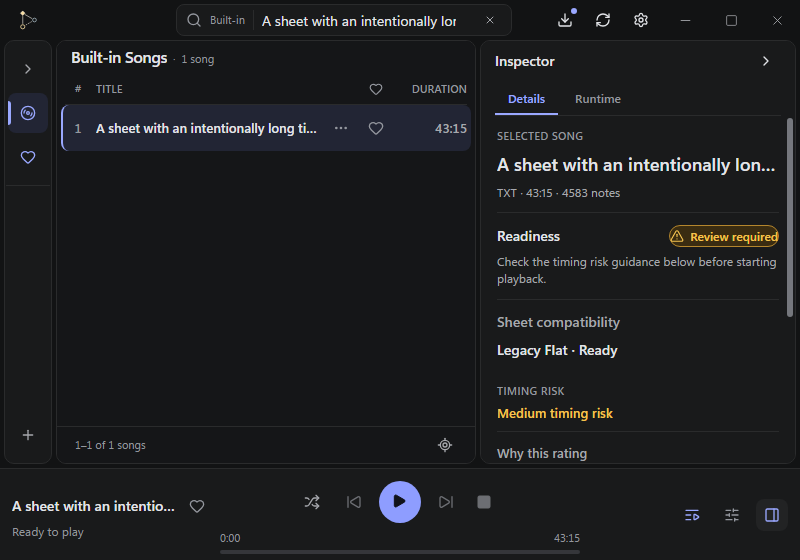 Built-in A sheet with an intentionally lor
Built-in Songs · 1 song
# TITLE DURATION
1 A sheet with an intentionally long ti... 43:15
1–1 of 1 songs
Inspector
Details Runtime
SELECTED SONG
A sheet with an intentionally lon...
TXT · 43:15 · 4583 notes
Readiness Review required
Check the timing risk guidance below before starting
playback.
Sheet compatibility
Legacy Flat · Ready
TIMING RISK
Medium timing risk
Why this rating
A sheet with an intentio...
Ready to play
0:00 43:15